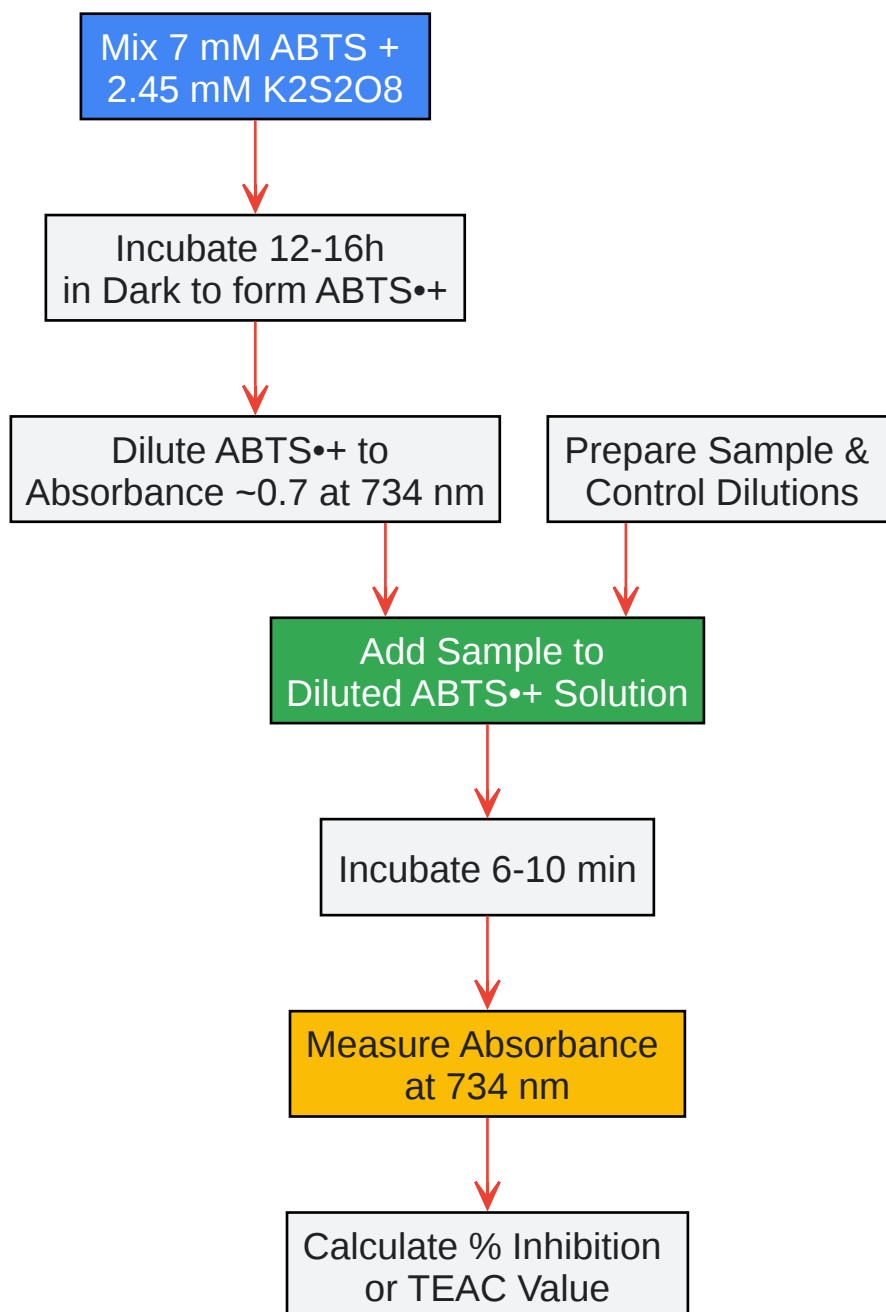 Mix 7 mM ABTS +
2.45 mM K2S2O8
Incubate 12-16h
in Dark to form ABTS•+
Dilute ABTS•+ to
Absorbance ~0.7 at 734 nm
Prepare Sample &
Control Dilutions
Add Sample to
Diluted ABTS•+ Solution
Incubate 6-10 min
Measure Absorbance
at 734 nm
Calculate % Inhibition
or TEAC Value